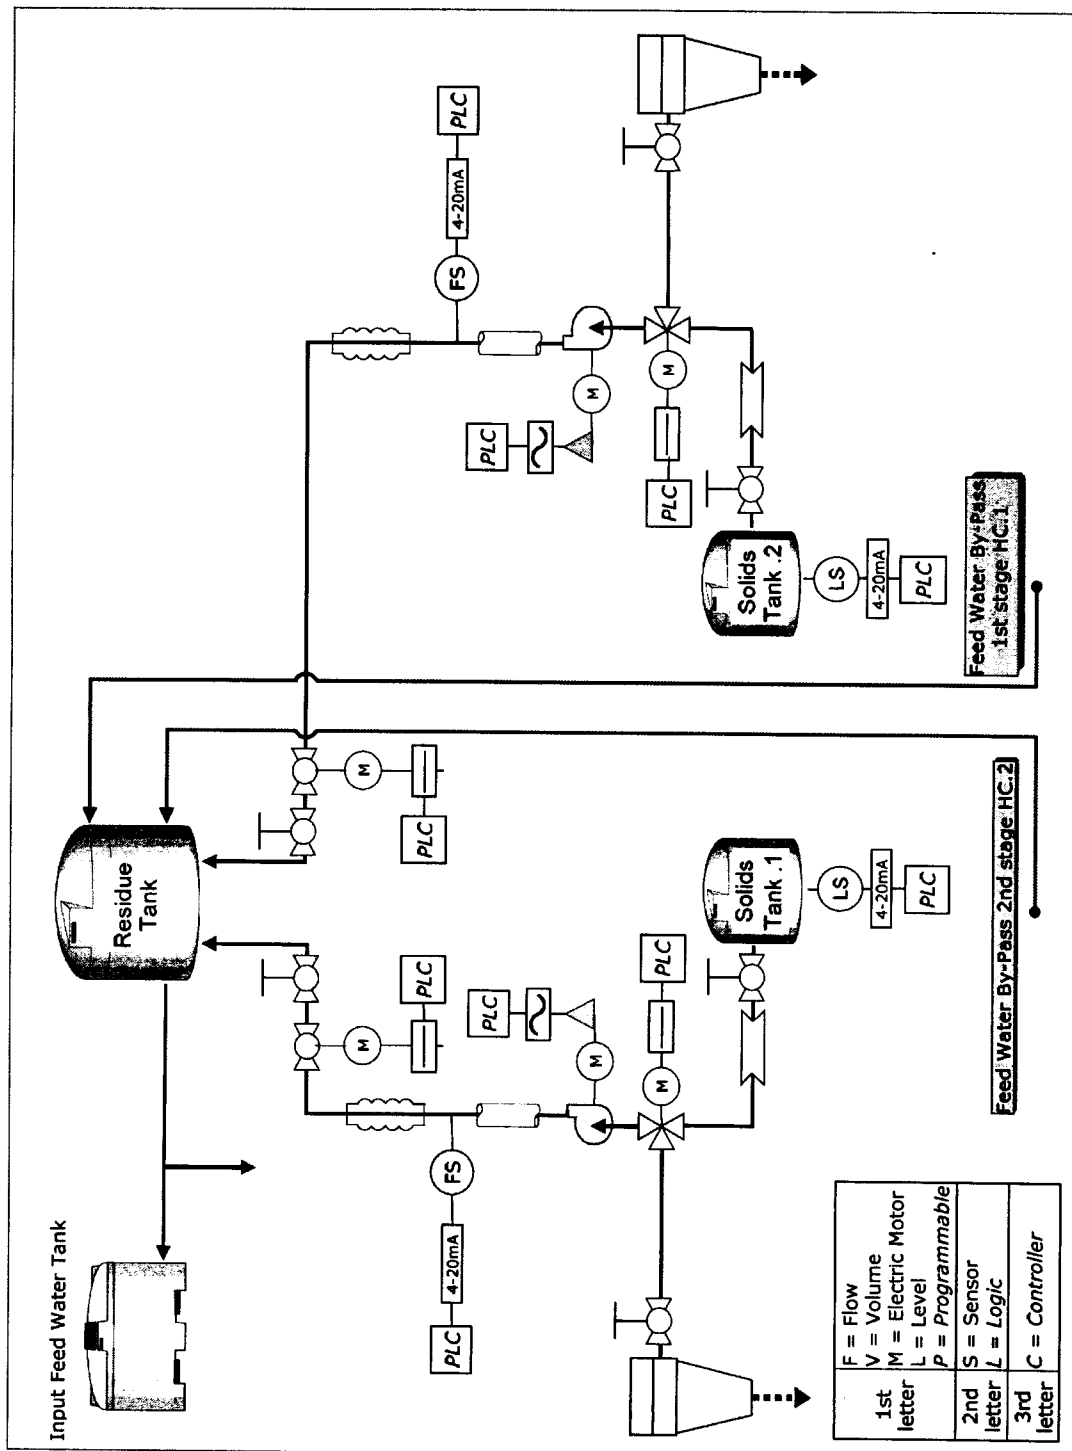 Input Feed Water Tank
Residue
Tank
PLC
4-20mA
FS
M
PLC
PLC
M
M
PLC
PLC
M
FS
4-20mA
PLC
PLC
M
M
PLC
M
PLC
PLC
M
Solids
Tank .1
LS
4-20mA
PLC
Solids
Tank .2
LS
4-20mA
PLC
Feed Water By-Pass 2nd stage HC.2
Feed Water By-Pass
1st stage HC.1
1st
letter
F = Flow
V = Volume
M = Electric Motor
L = Level
P = Programmable
2nd
letter
S = Sensor
L = Logic
3rd
letter
C = Controller